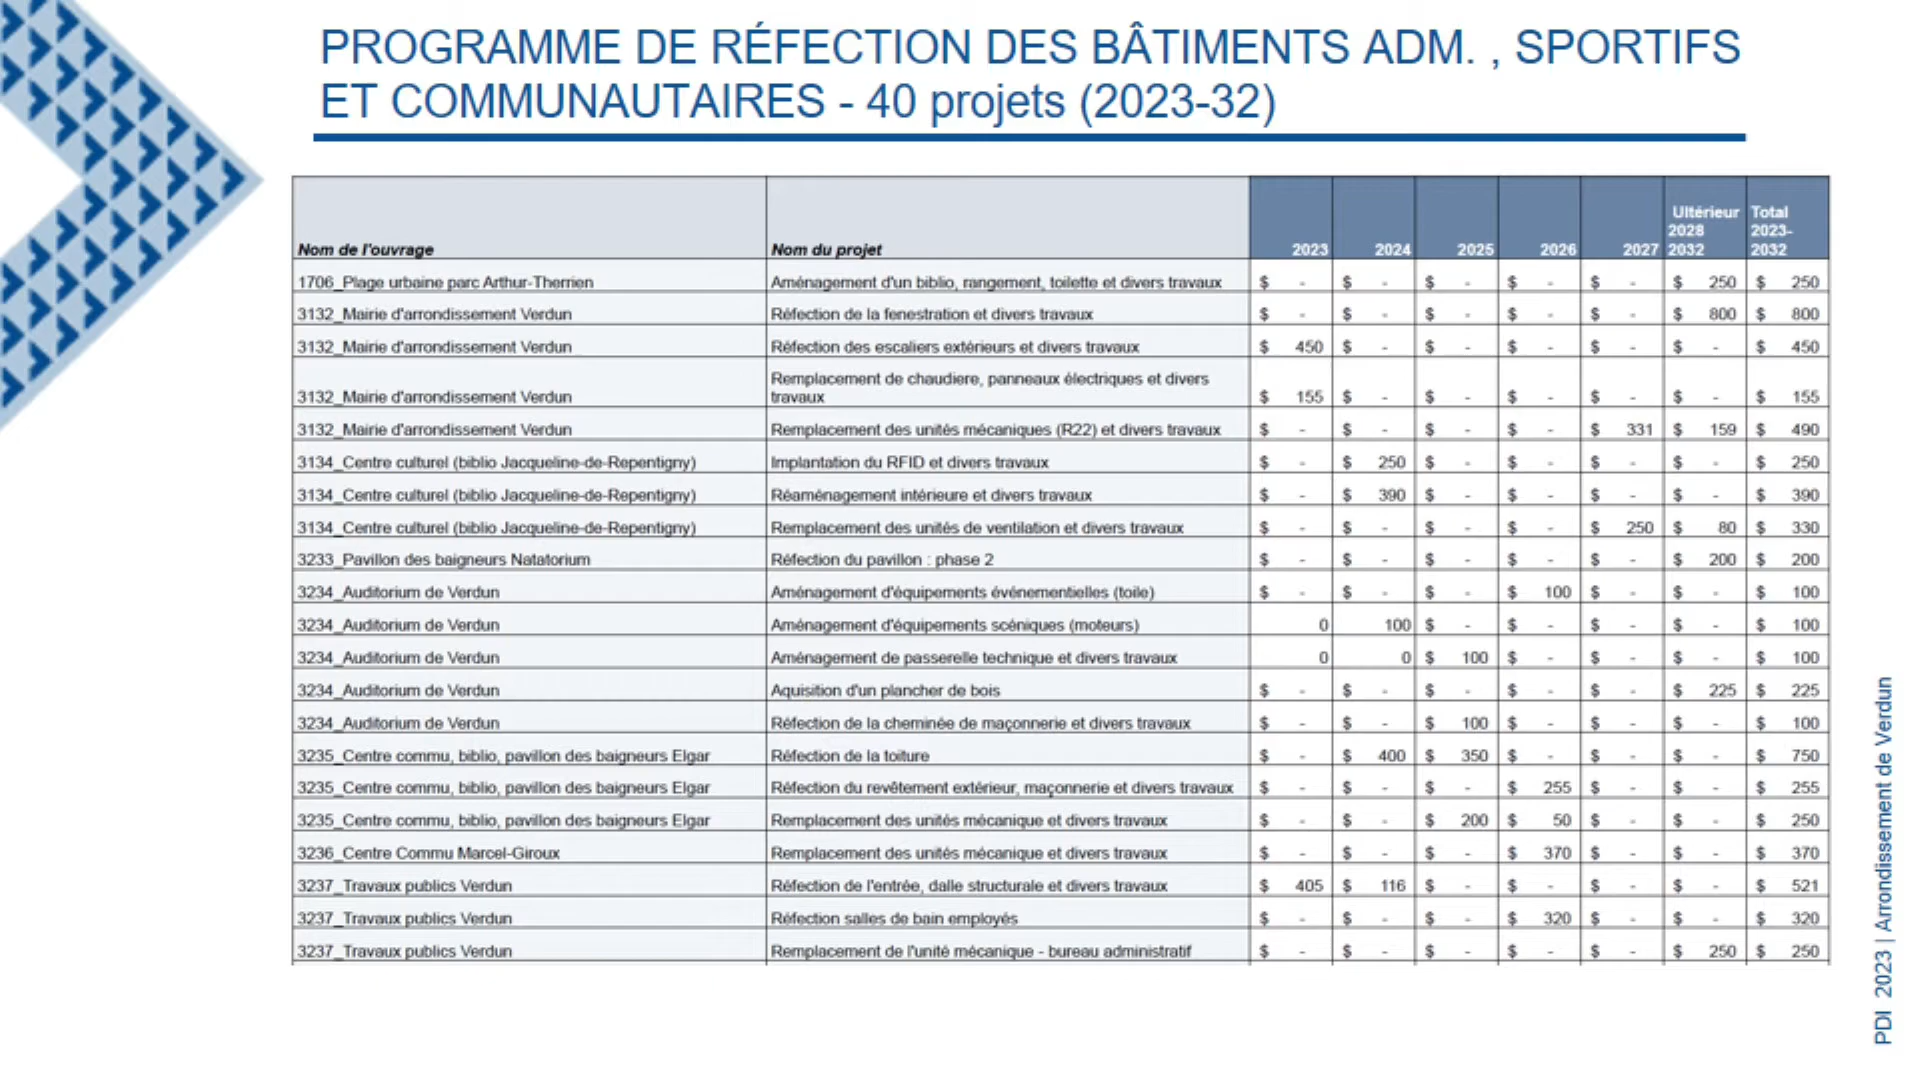 PROGRAMME DE RÉFECTION DES BÂTIMENTS ADM. , SPORTIFS
ET COMMUNAUTAIRES - 40 projets (2023-32)
Nom de l'ouvrage Nom du projet 2023 2024 2025 2026 2027 Ultérieur 2028 2032 Total 2023-2032
1706_Plage urbaine parc Arthur-Therrien Aménagement d'un biblio, rangement, toilette et divers travaux $ - $ - $ - $ - $ - $ 250 $ 250
3132_Mairie d'arrondissement Verdun Réfection de la fenestration et divers travaux $ - $ - $ - $ - $ - $ 800 $ 800
3132_Mairie d'arrondissement Verdun Réfection des escaliers extérieurs et divers travaux $ 450 $ - $ - $ - $ - $ - $ 450
3132_Mairie d'arrondissement Verdun Remplacement de chaudiere, panneaux électriques et divers travaux $ 155 $ - $ - $ - $ - $ - $ 155
3132_Mairie d'arrondissement Verdun Remplacement des unités mécaniques (R22) et divers travaux $ - $ - $ - $ - $ 331 $ 159 $ 490
3134_Centre culturel (biblio Jacqueline-de-Repentigny) Implantation du RFID et divers travaux $ - $ 250 $ - $ - $ - $ - $ 250
3134_Centre culturel (biblio Jacqueline-de-Repentigny) Réaménagement intérieure et divers travaux $ - $ 390 $ - $ - $ - $ - $ 390
3134_Centre culturel (biblio Jacqueline-de-Repentigny) Remplacement des unités de ventilation et divers travaux $ - $ - $ - $ - $ 250 $ 80 $ 330
3233_Pavillon des baigneurs Natatorium Réfection du pavillon : phase 2 $ - $ - $ - $ - $ - $ 200 $ 200
3234_Auditorium de Verdun Aménagement d'équipements événementielles (toile) $ - $ - $ - $ 100 $ - $ - $ 100
3234_Auditorium de Verdun Aménagement d'équipements scéniques (moteurs) 0 100 $ - $ - $ - $ - $ 100
3234_Auditorium de Verdun Aménagement de passerelle technique et divers travaux 0 0 $ 100 $ - $ - $ - $ 100
3234_Auditorium de Verdun Aquisition d'un plancher de bois $ - $ - $ - $ - $ - $ 225 $ 225
3234_Auditorium de Verdun Réfection de la cheminée de maçonnerie et divers travaux $ - $ - $ 100 $ - $ - $ - $ 100
3235_Centre commu, biblio, pavillon des baigneurs Elgar Réfection de la toiture $ - $ 400 $ 350 $ - $ - $ - $ 750
3235_Centre commu, biblio, pavillon des baigneurs Elgar Réfection du revêtement extérieur, maçonnerie et divers travaux $ - $ - $ - $ 255 $ - $ - $ 255
3235_Centre commu, biblio, pavillon des baigneurs Elgar Remplacement des unités mécanique et divers travaux $ - $ - $ 200 $ 50 $ - $ - $ 250
3236_Centre Commu Marcel-Giroux Remplacement des unités mécanique et divers travaux $ - $ - $ - $ 370 $ - $ - $ 370
3237_Travaux publics Verdun Réfection de l'entrée, dalle structurale et divers travaux $ 405 $ 116 $ - $ - $ - $ - $ 521
3237_Travaux publics Verdun Réfection salles de bain employés $ - $ - $ - $ 320 $ - $ - $ 320
3237_Travaux publics Verdun Remplacement de l'unité mécanique - bureau administratif $ - $ - $ - $ - $ - $ 250 $ 250
PDI 2023 | Arrondissement de Verdun